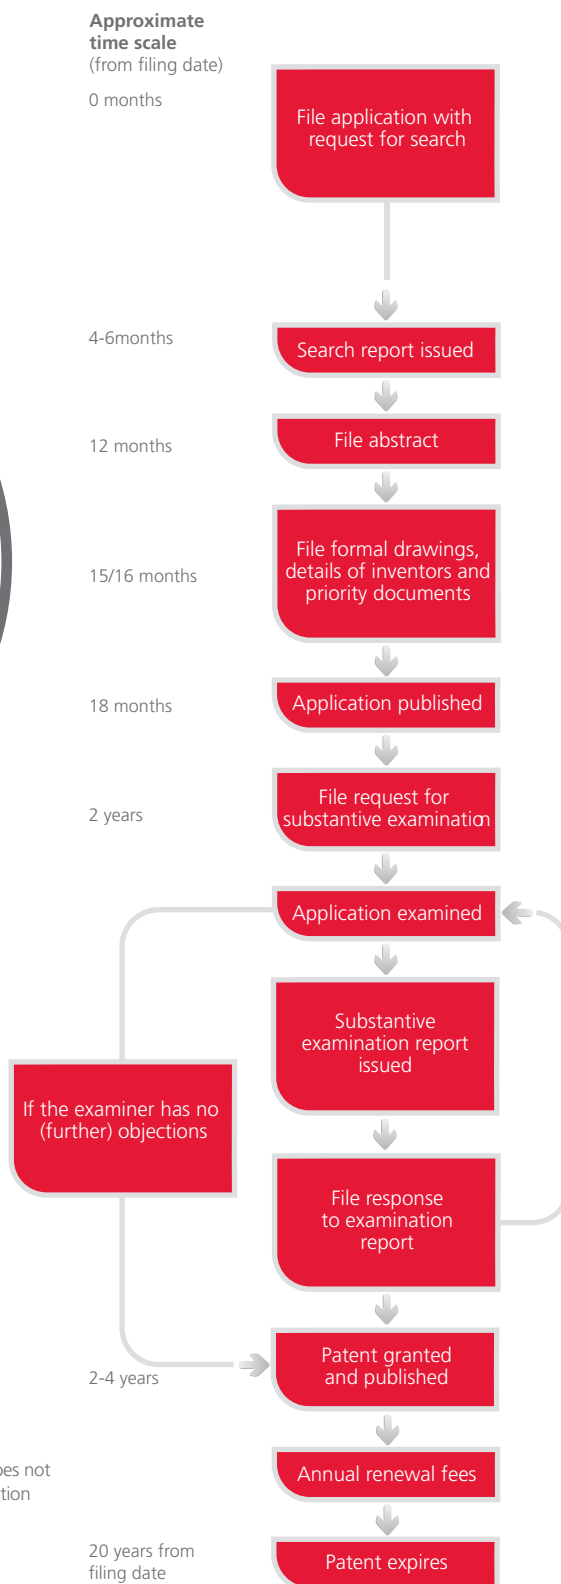 Approximate
time scale
(from filing date)
0 months
File application with
request for search
4-6months
Search report issued
12 months
File abstract
15/16 months
File formal drawings,
details of inventors and
priority documents
18 months
Application published
2 years
File request for
substantive examination
Application examined
Substantive
examination report
issued
If the examiner has no
(further) objections
File response
to examination
report
2-4 years
Patent granted
and published
Annual renewal fees
not
20 years from
filing date
Patent expires